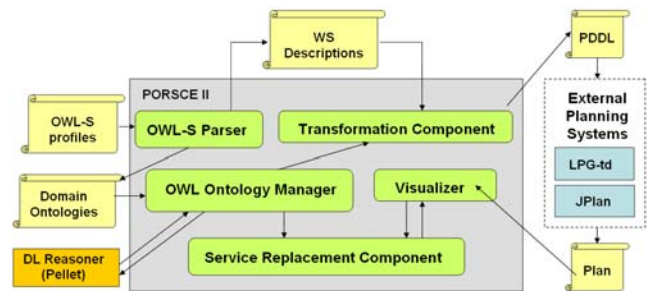 WS
Descriptions
PDDL
PORSCE II
OWL-S
profiles
OWL-S Parser
Transformation Component
External
Planning
Systems
LPG-td
JPlan
Domain
Ontologies
OWL Ontology Manager
Visualizer
DL Reasoner
(Pellet)
Service Replacement Component
Plan